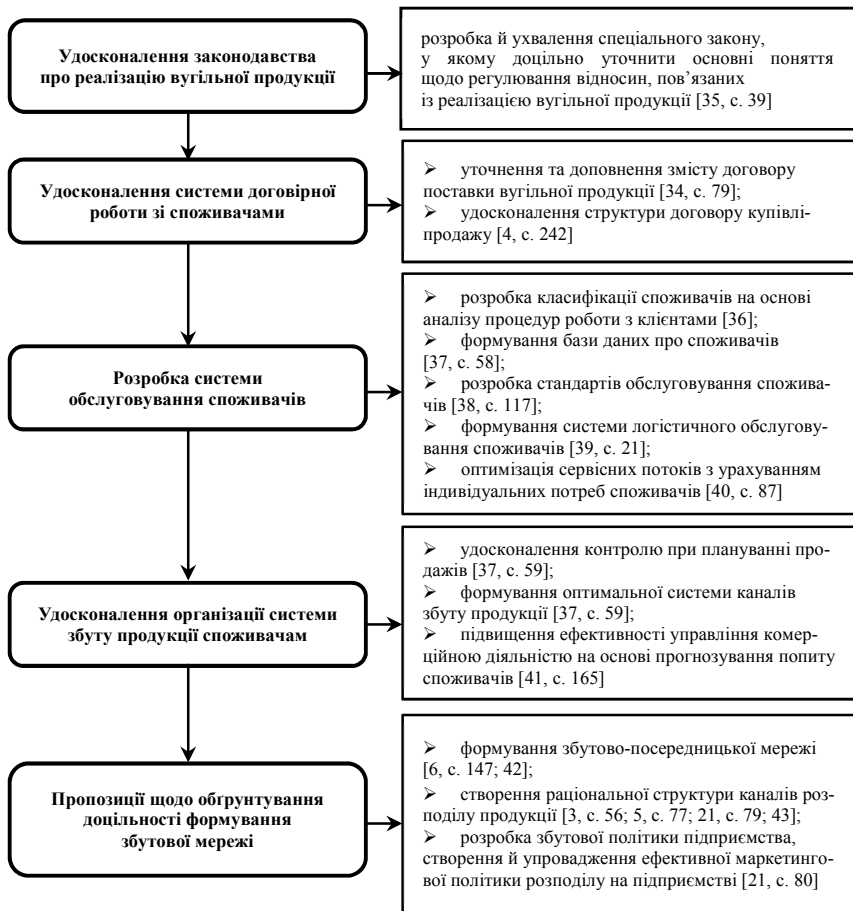 Удосконалення законодавства
про реалізацію вугільної продукції
розробка й ухвалення спеціального закону,
у якому доцільно уточнити основні поняття
щодо регулювання відносин, пов’язаних
із реалізацією вугільної продукції [35, с. 39]
Удосконалення системи договірної
роботи зі споживачами
➢ уточнення та доповнення змісту договору
поставки вугільної продукції [34, с. 79];
➢ удосконалення структури договору купівлі-
продажу [4, с. 242]
Розробка системи
обслуговування споживачів
➢ розробка класифікації споживачів на основі
аналізу процедур роботи з клієнтами [36];
➢ формування бази даних про споживачів
[37, с. 58];
➢ розробка стандартів обслуговування спожива-
чів [38, с. 117];
➢ формування системи логістичного обслугову-
вання споживачів [39, с. 21];
➢ оптимізація сервісних потоків з урахуванням
індивідуальних потреб споживачів [40, с. 87]
Удосконалення організації системи
збуту продукції споживачам
➢ удосконалення контролю при плануванні про-
дажів [37, с. 59];
➢ формування оптимальної системи каналів
збуту продукції [37, с. 59];
➢ підвищення ефективності управління комер-
ційною діяльністю на основі прогнозування попиту
споживачів [41, с. 165]
Пропозиції щодо обґрунтування
доцільності формування
збутової мережі
➢ формування збутово-посередницької мережі
[6, с. 147; 42];
➢ створення раціональної структури каналів роз-
поділу продукції [3, с. 56; 5, с. 77; 21, с. 79; 43];
➢ розробка збутової політики підприємства,
створення й упровадження ефективної маркетинго-
вої політики розподілу на підприємстві [21, с. 80]